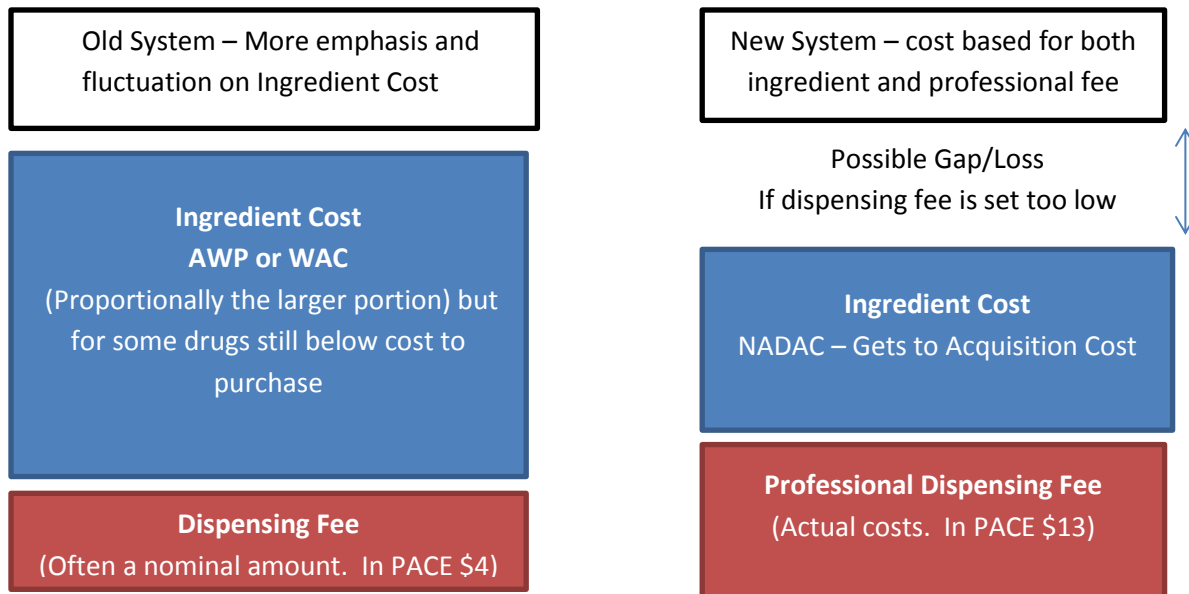 Old System – More emphasis and
fluctuation on Ingredient Cost
Ingredient Cost
AWP or WAC
(Proportionally the larger portion) but
for some drugs still below cost to
purchase
Dispensing Fee
(Often a nominal amount.  In PACE $4)
New System – cost based for both
ingredient and professional fee
Possible Gap/Loss
If dispensing fee is set too low
Ingredient Cost
NADAC – Gets to Acquisition Cost
Professional Dispensing Fee
(Actual costs.  In PACE $13)